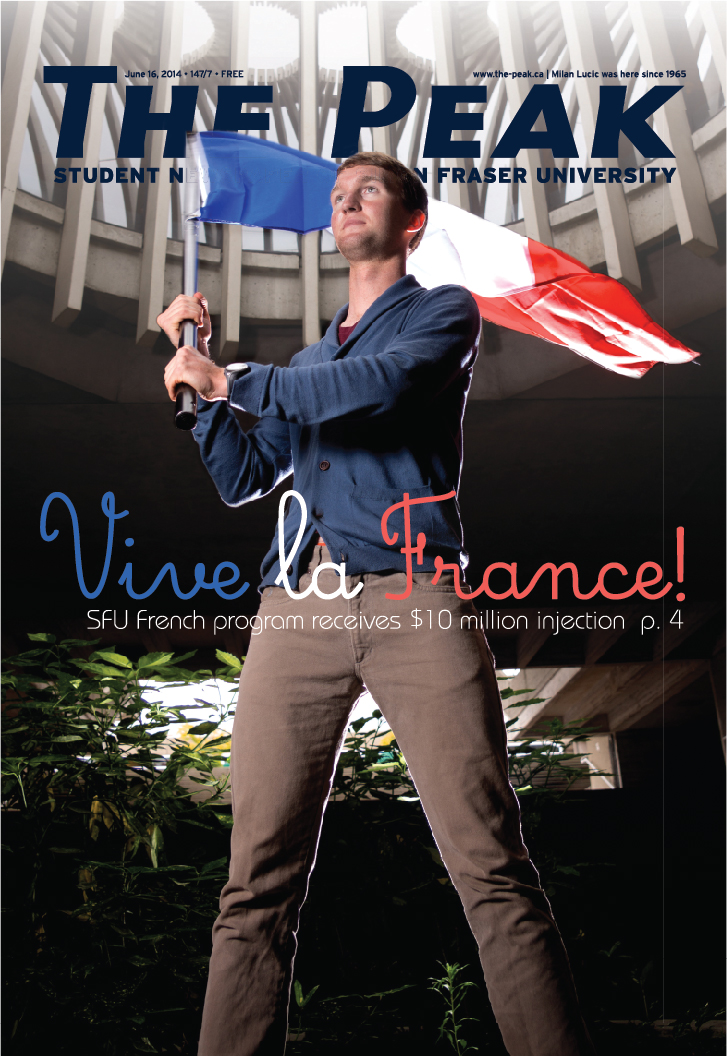 June 16, 2014 • 147/7 • FREE
www.the-peak.ca | Milan Lucic was here since 1965
THE PEAK
STUDENT N N FRASER UNIVERSITY
Vive la France!
SFU French program receives $10 million injection p. 4